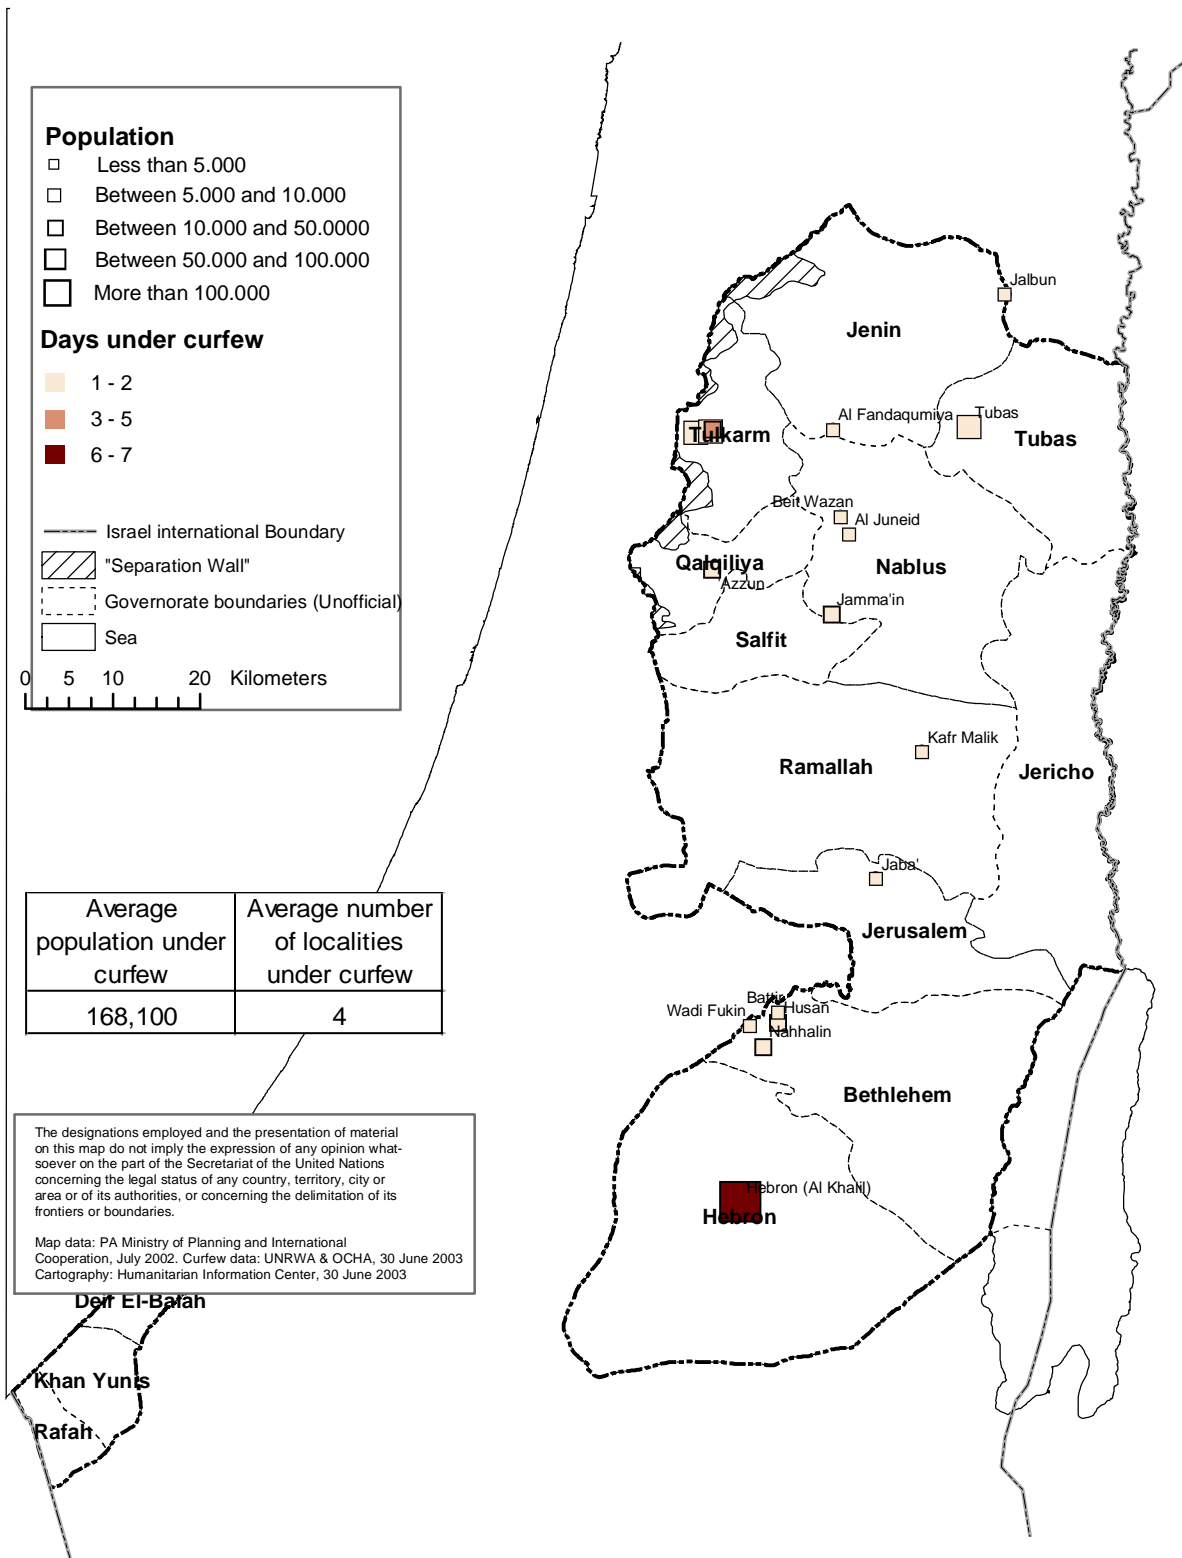 Population
Less than 5.000
Between 5.000 and 10.000
Between 10.000 and 50.0000
Between 50.000 and 100.000
More than 100.000
Days under curfew
1 - 2
3 - 5
6 - 7
Israel international Boundary
"Separation Wall"
Governorate boundaries (Unofficial)
Sea
0 5 10 20 Kilometers
Jalbun
Jenin
Al Fandaqumiya
Tubas
Tulkarm
Tubas
Beit Wazan
Al Juneid
Qalqiliya
Nablus
Azzun
Jamma'in
Salfit
Kafr Malik
Ramallah
Jericho
Jaba'
Jerusalem
Battir
Wadi Fukin
Husan
Nahhalin
Bethlehem
Hebron (Al Khalil)
Hebron
Average population under curfew
Average number of localities under curfew
168,100
4
The designations employed and the presentation of material
on this map do not imply the expression of any opinion what-
soever on the part of the Secretariat of the United Nations
concerning the legal status of any country, territory, city or
area or of its authorities, or concerning the delimitation of its
frontiers or boundaries.
Map data: PA Ministry of Planning and International
Cooperation, July 2002. Curfew data: UNRWA & OCHA, 30 June 2003
Cartography: Humanitarian Information Center, 30 June 2003
Deir El-Balah
Khan Yunis
Rafah